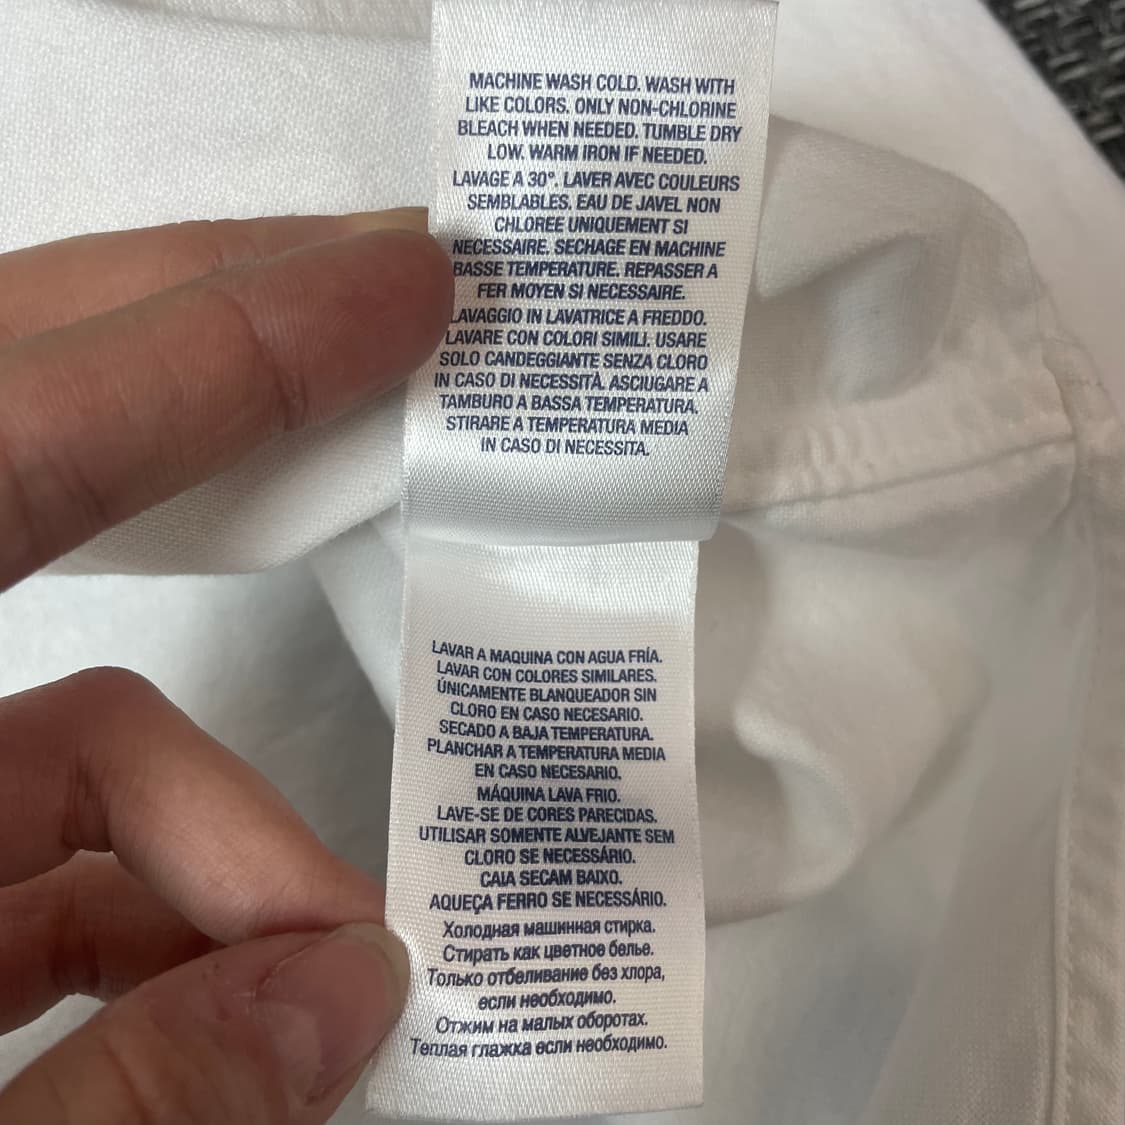 MACHINE WASH COLD. WASH WITH
LIKE COLORS. ONLY NON-CHLORINE
BLEACH WHEN NEEDED. TUMBLE DRY
LOW. WARM IRON IF NEEDED.
LAVAGE A 30°. LAVER AVEC COULEURS
SEMBLABLES. EAU DE JAVEL NON
CHLOREE UNIQUEMENT SI
NECESSAIRE. SECHAGE EN MACHINE
BASSE TEMPERATURE. REPASSER A
FER MOYEN SI NECESSAIRE.
LAVAGGIO IN LAVATRICE A FREDDO.
LAVARE CON COLORI SIMILI. USARE
SOLO CANDEGGIANTE SENZA CLORO
IN CASO DI NECESSITÀ. ASCIUGARE A
TAMBURO A BASSA TEMPERATURA.
STIRARE A TEMPERATURA MEDIA
IN CASO DI NECESSITA.
LAVAR A MAQUINA CON AGUA FRÍA.
LAVAR CON COLORES SIMILARES.
ÚNICAMENTE BLANQUEADOR SIN
CLORO EN CASO NECESARIO.
SECADO A BAJA TEMPERATURA.
PLANCHAR A TEMPERATURA MEDIA
EN CASO NECESARIO.
MÁQUINA LAVA FRIO.
LAVE-SE DE CORES PARECIDAS.
UTILISAR SOMENTE ALVEJANTE SEM
CLORO SE NECESSÁRIO.
CAIA SECAM BAIXO.
AQUEÇA FERRO SE NECESSÁRIO.
Холодная машинная стирка.
Стирать как цветное белье.
Только отбеливание без хлора,
если необходимо.
Отжим на малых оборотах.
Теплая глажка если необходимо.